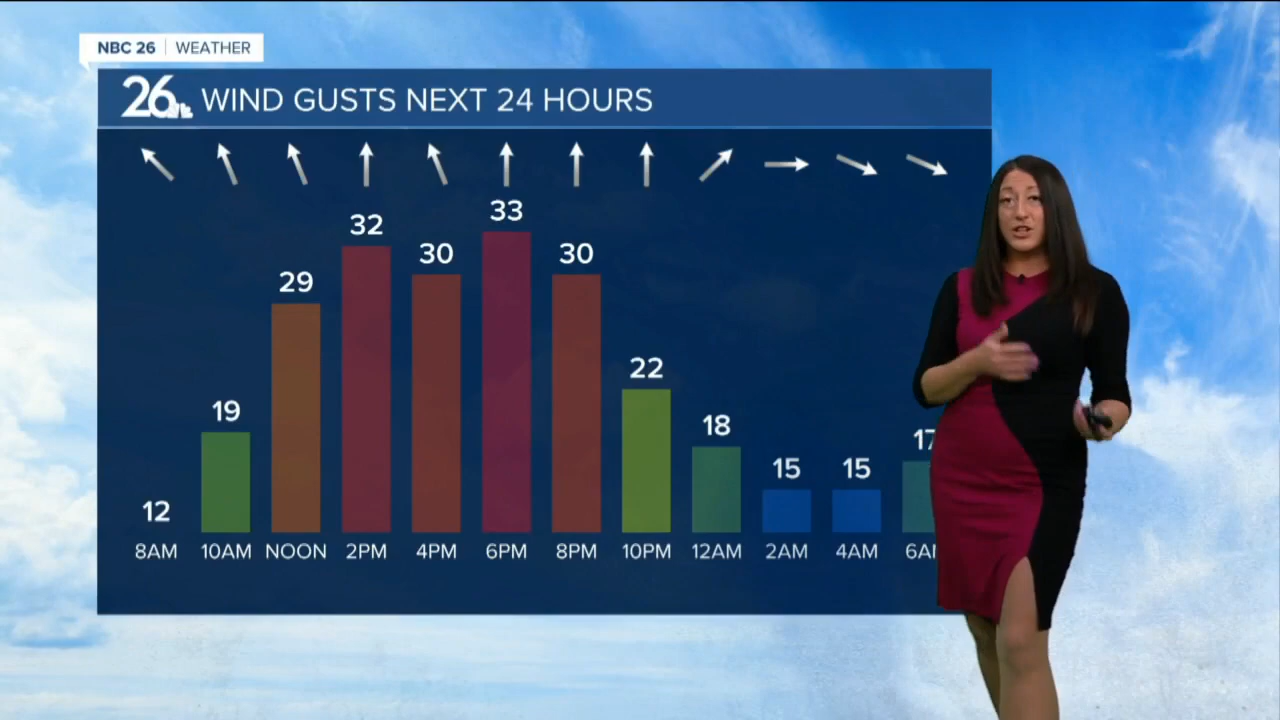 NBC 26 | WEATHER
26 WIND GUSTS NEXT 24 HOURS
12 19 29 32 30 33 30 22 18 15 15 17
8AM 10AM NOON 2PM 4PM 6PM 8PM 10PM 12AM 2AM 4AM